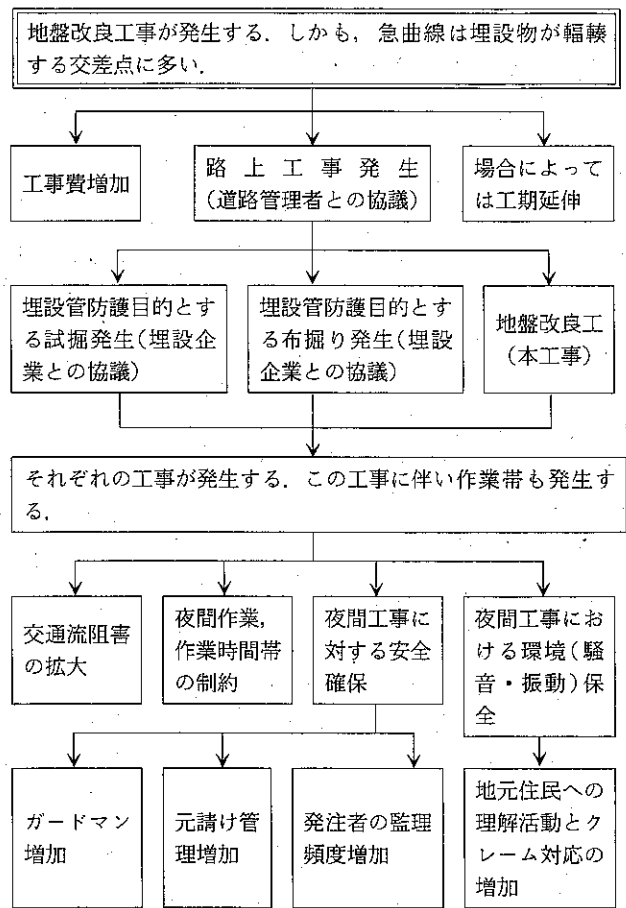 地盤改良工事が発生する．しかも，急曲線は埋設物が輻輳
する交差点に多い．
工事費増加
路上工事発生
(道路管理者との協議)
場合によって
は工期延伸
埋設管防護目的とす
る試掘発生(埋設企
業との協議)
埋設管防護目的とす
る布掘り発生(埋設
企業との協議)
地盤改良工
(本工事)
それぞれの工事が発生する．この工事に伴い作業帯も発生す
る．
交通流阻害
の拡大
夜間作業，
作業時間帯
の制約
夜間工事に
対する安全
確保
夜間工事にお
ける環境(騒
音・振動)保
全
ガードマン
増加
元請け管
理増加
発注者の監理
頻度増加
地元住民への
理解活動とク
レーム対応の
増加